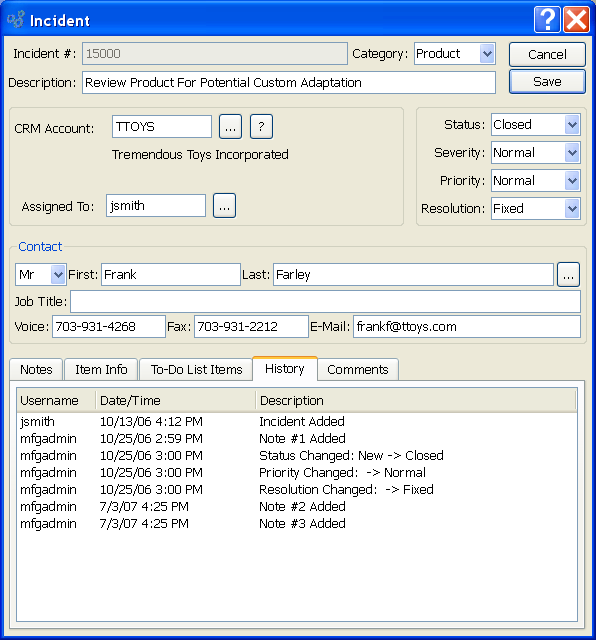 Incident
Incident #: 15000 Category: Product Cancel
Description: Review Product For Potential Custom Adaptation Save
CRM Account: TTOYS ... ?
Tremendous Toys Incorporated
Assigned To: jsmith ...
Status: Closed
Severity: Normal
Priority: Normal
Resolution: Fixed
Contact
Mr First: Frank Last: Farley ...
Job Title:
Voice: 703-931-4268 Fax: 703-931-2212 E-Mail: frankf@ttoys.com
Notes Item Info To-Do List Items History Comments
Username Date/Time Description
jsmith 10/13/06 4:12 PM Incident Added
mfgadmin 10/25/06 2:59 PM Note #1 Added
mfgadmin 10/25/06 3:00 PM Status Changed: New -> Closed
mfgadmin 10/25/06 3:00 PM Priority Changed: -> Normal
mfgadmin 10/25/06 3:00 PM Resolution Changed: -> Fixed
mfgadmin 7/3/07 4:25 PM Note #2 Added
mfgadmin 7/3/07 4:25 PM Note #3 Added